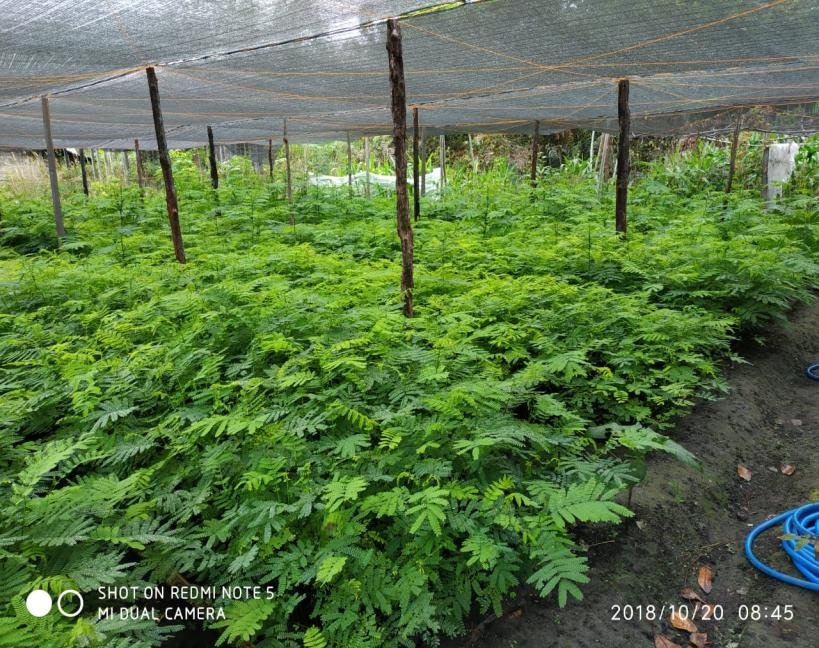 SHOT ON REDMI NOTE 5
MI DUAL CAMERA
2018/10/20 08:45